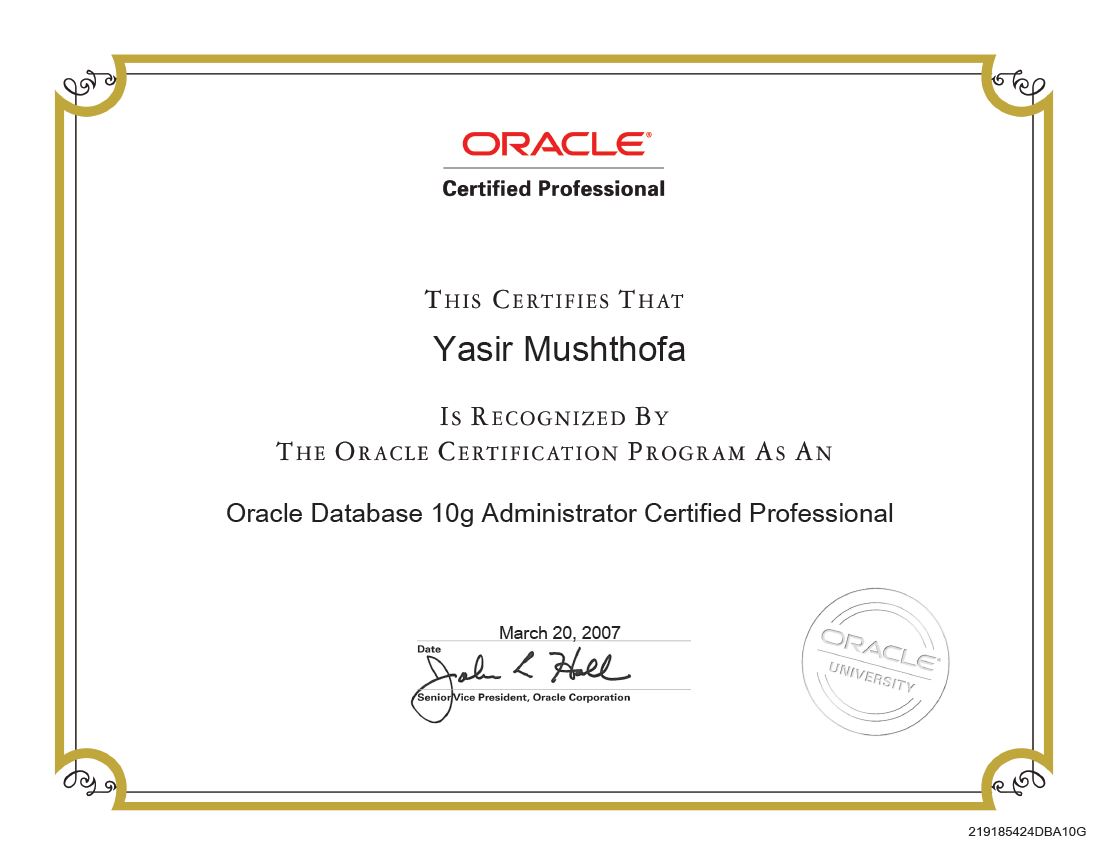 ORACLE®
Certified Professional
THIS CERTIFIES THAT
Yasir Mushthofa
IS RECOGNIZED BY
THE ORACLE CERTIFICATION PROGRAM AS AN
Oracle Database 10g Administrator Certified Professional
March 20, 2007
Date
John L Hall
Senior Vice President, Oracle Corporation
ORACLE®
UNIVERSITY
219185424DBA10G